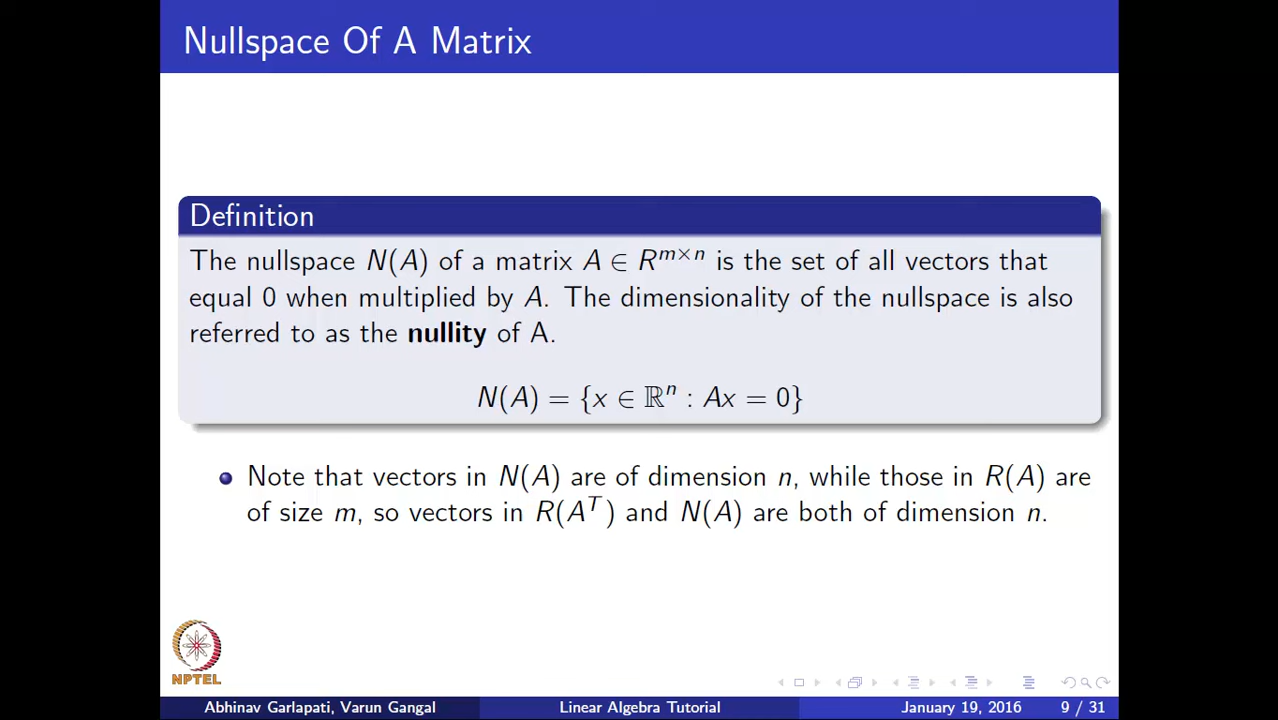 Nullspace Of A Matrix
Definition
The nullspace N(A) of a matrix A ∈ R^{m×n} is the set of all vectors that
equal 0 when multiplied by A. The dimensionality of the nullspace is also
referred to as the nullity of A.
N(A) = {x ∈ ℝ^n : Ax = 0}
Note that vectors in N(A) are of dimension n, while those in R(A) are
of size m, so vectors in R(A^T) and N(A) are both of dimension n.
NPTEL
Abhinav Garlapati, Varun Gangal Linear Algebra Tutorial January 19, 2016 9 / 31